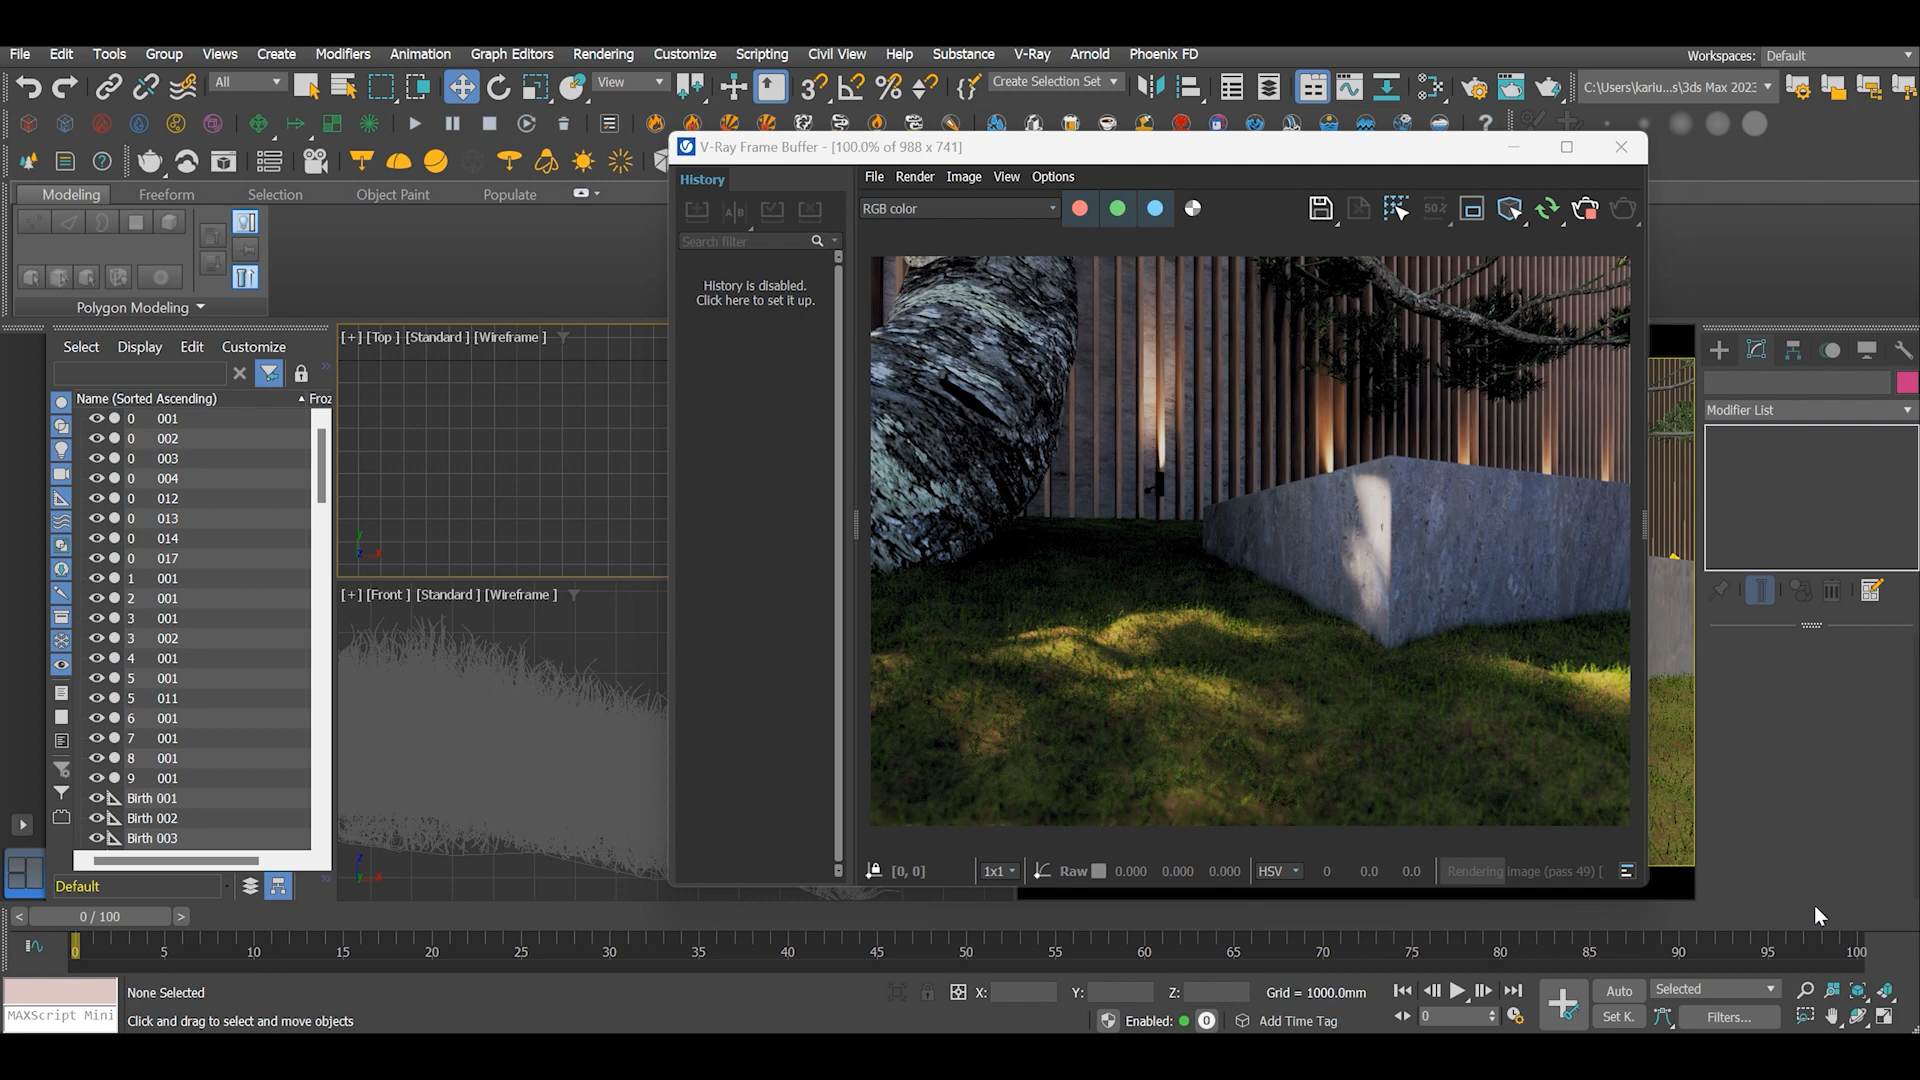 File Edit Tools Group Views Create Modifiers Animation Graph Editors Rendering Customize Scripting Civil View Help Substance V-Ray Arnold Phoenix FD Workspaces: Default
All View Create Selection Set C:\Users\kariu...s\3ds Max 2023
V-Ray Frame Buffer - [100.0% of 988 x 741]
Modeling Freeform Selection Object Paint Populate
History File Render Image View Options
RGB color 50%
Search filter
History is disabled.
Click here to set it up.
Polygon Modeling
[+] [Top ] [Standard ] [Wireframe ]
Select Display Edit Customize
Name (Sorted Ascending) Froz
Modifier List
0 001
0 002
0 003
0 004
0 012
0 013
0 014
0 017
1 001
2 001
[+] [Front ] [Standard ] [Wireframe ]
3 001
3 002
4 001
5 001
5 011
6 001
7 001
8 001
9 001
Birth 001
Birth 002
Birth 003
[0, 0] 1x1 Raw 0.000 0.000 0.000 HSV 0 0.0 0.0 Rendering image (pass 49) [
Default
< 0 / 100 >
0 5 10 15 20 25 30 35 40 45 50 55 60 65 70 75 80 85 90 95 100
None Selected X: Y: Z: Grid = 1000.0mm Auto Selected
MAXScript Mini Click and drag to select and move objects Enabled: 0 Add Time Tag 0 Set K. Filters...